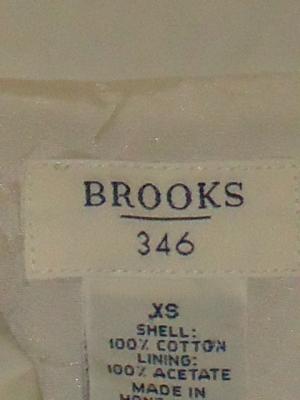 BROOKS
346
XS
SHELL:
100% COTTON
LINING:
100% ACETATE
MADE IN